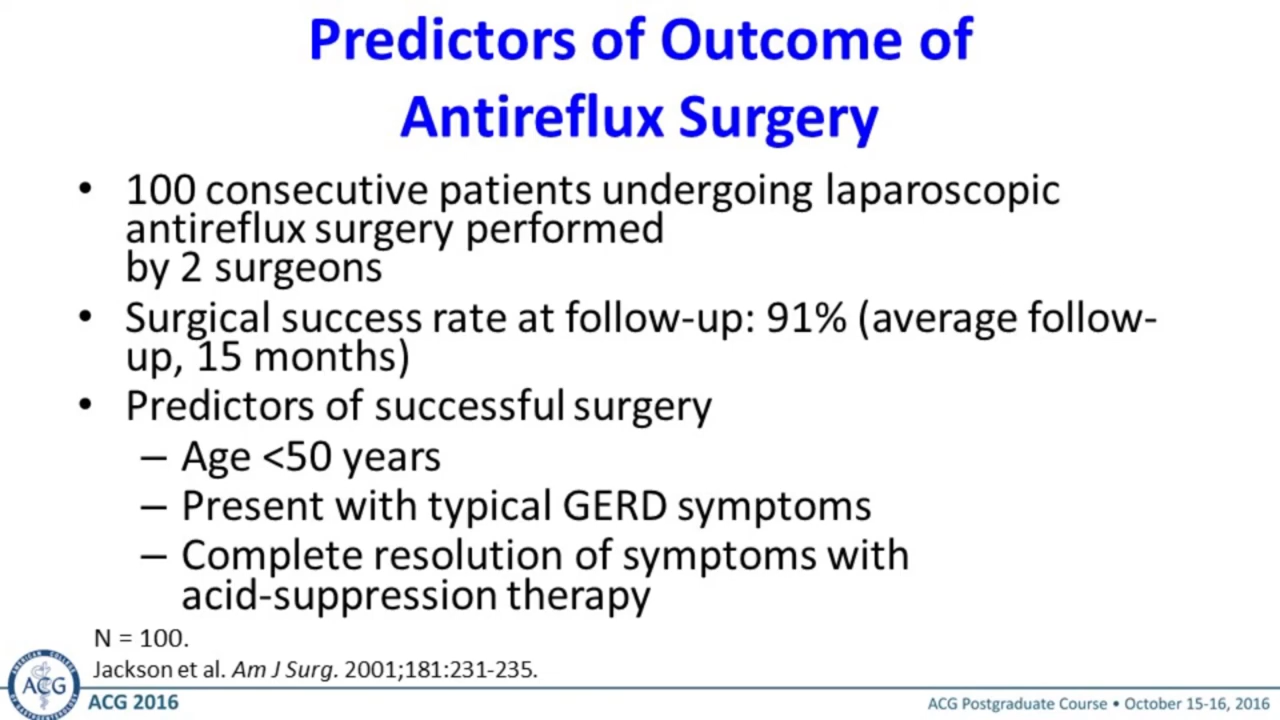 Predictors of Outcome of
Antireflux Surgery
• 100 consecutive patients undergoing laparoscopic
antireflux surgery performed
by 2 surgeons
• Surgical success rate at follow-up: 91% (average follow-
up, 15 months)
• Predictors of successful surgery
– Age <50 years
– Present with typical GERD symptoms
– Complete resolution of symptoms with
acid-suppression therapy
N = 100.
Jackson et al. Am J Surg. 2001;181:231-235.
ACG
ACG 2016
ACG Postgraduate Course • October 15-16, 2016